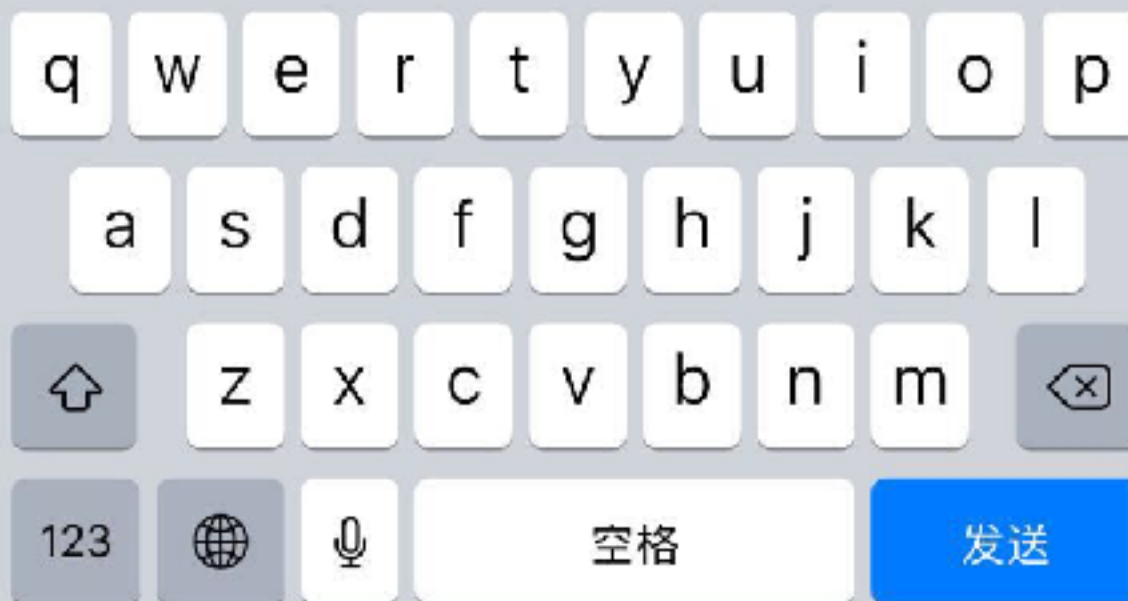 q w e r t y u i o p
a s d f g h j k l
z x c v b n m
123 空格 发送